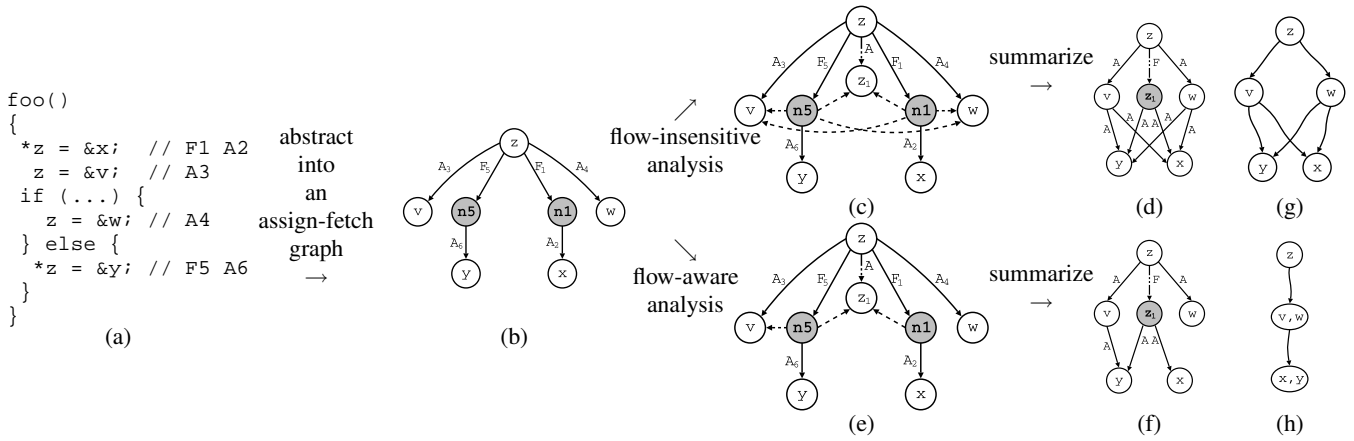 foo()
{
*z = &x; // F1 A2
z = &v; // A3
if (...) {
z = &w; // A4
} else {
*z = &y; // F5 A6
}
}
(a)
abstract
into
an
assign-fetch
graph
→
z
A3
F5
F1
A4
v
n5
n1
w
A6
A2
y
x
(b)
flow-insensitive
analysis
flow-aware
analysis
z
A3
F5
A
F1
A4
z1
v
n5
n1
w
A6
A2
y
x
(c)
z
A3
F5
A
F1
A4
z1
v
n5
n1
w
A6
A2
y
x
(e)
summarize
→
summarize
→
z
A
F
A
v
z1
w
A
A
A
A
y
x
(d)
z
v
w
y
x
(g)
z
A
F
A
v
z1
w
A
A
A
y
x
(f)
z
v,w
x,y
(h)